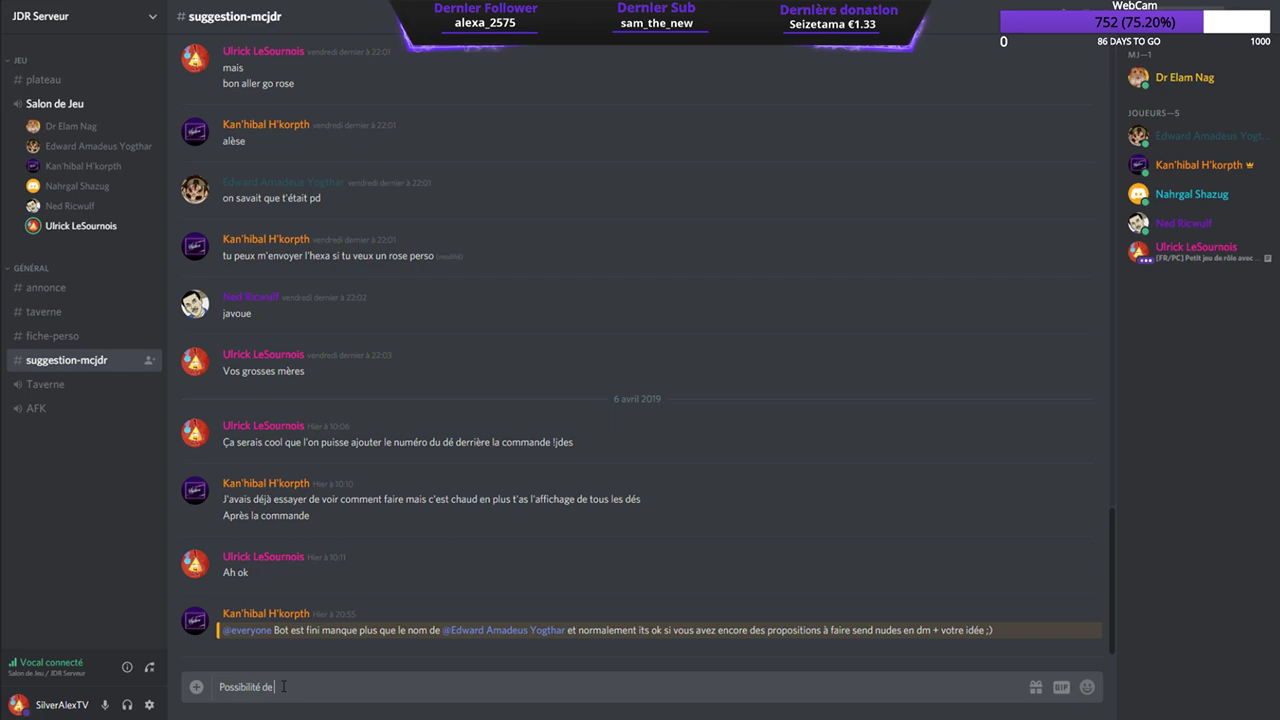 JDR Serveur
JEU
# plateau
Salon de Jeu
Dr Elam Nag
Edward Amadeus Yogthar
Kan'hibal H'korpth
Nahrgal Shazug
Ned Ricwulf
Ulrick LeSournois
GÉNÉRAL
# annonce
# taverne
# fiche-perso
# suggestion-mcjdr
Taverne
AFK
Vocal connecté
Salon de Jeu / JDR Serveur
SilverAlexTV
# suggestion-mcjdr
Dernier Follower
alexa_2575
Dernier Sub
sam_the_new
Dernière donation
Seizetama €1.33
WebCam
752 (75.20%)
0
86 DAYS TO GO
1000
Ulrick LeSournois vendredi dernier à 22:01
mais
bon aller go rose
Kan'hibal H'korpth vendredi dernier à 22:01
alèse
Edward Amadeus Yogthar vendredi dernier à 22:01
on savait que t'était pd
Kan'hibal H'korpth vendredi dernier à 22:01
tu peux m'envoyer l'hexa si tu veux un rose perso (modifié)
Ned Ricwulf vendredi dernier à 22:02
javoue
Ulrick LeSournois vendredi dernier à 22:03
Vos grosses mères
6 avril 2019
Ulrick LeSournois Hier à 10:06
Ça serais cool que l'on puisse ajouter le numéro du dé derrière la commande !jdes
Kan'hibal H'korpth Hier à 10:10
J'avais déjà essayer de voir comment faire mais c'est chaud en plus t'as l'affichage de tous les dés
Après la commande
Ulrick LeSournois Hier à 10:11
Ah ok
Kan'hibal H'korpth Hier à 20:55
@everyone Bot est fini manque plus que le nom de @Edward Amadeus Yogthar et normalement its ok si vous avez encore des propositions à faire send nudes en dm + votre idée ;)
Possibilité de
GIF
MJ—1
Dr Elam Nag
JOUEURS—5
Edward Amadeus Yogt...
Kan'hibal H'korpth
Nahrgal Shazug
Ned Ricwulf
Ulrick LeSournois
[FR/PC] Petit jeu de rôle avec ...